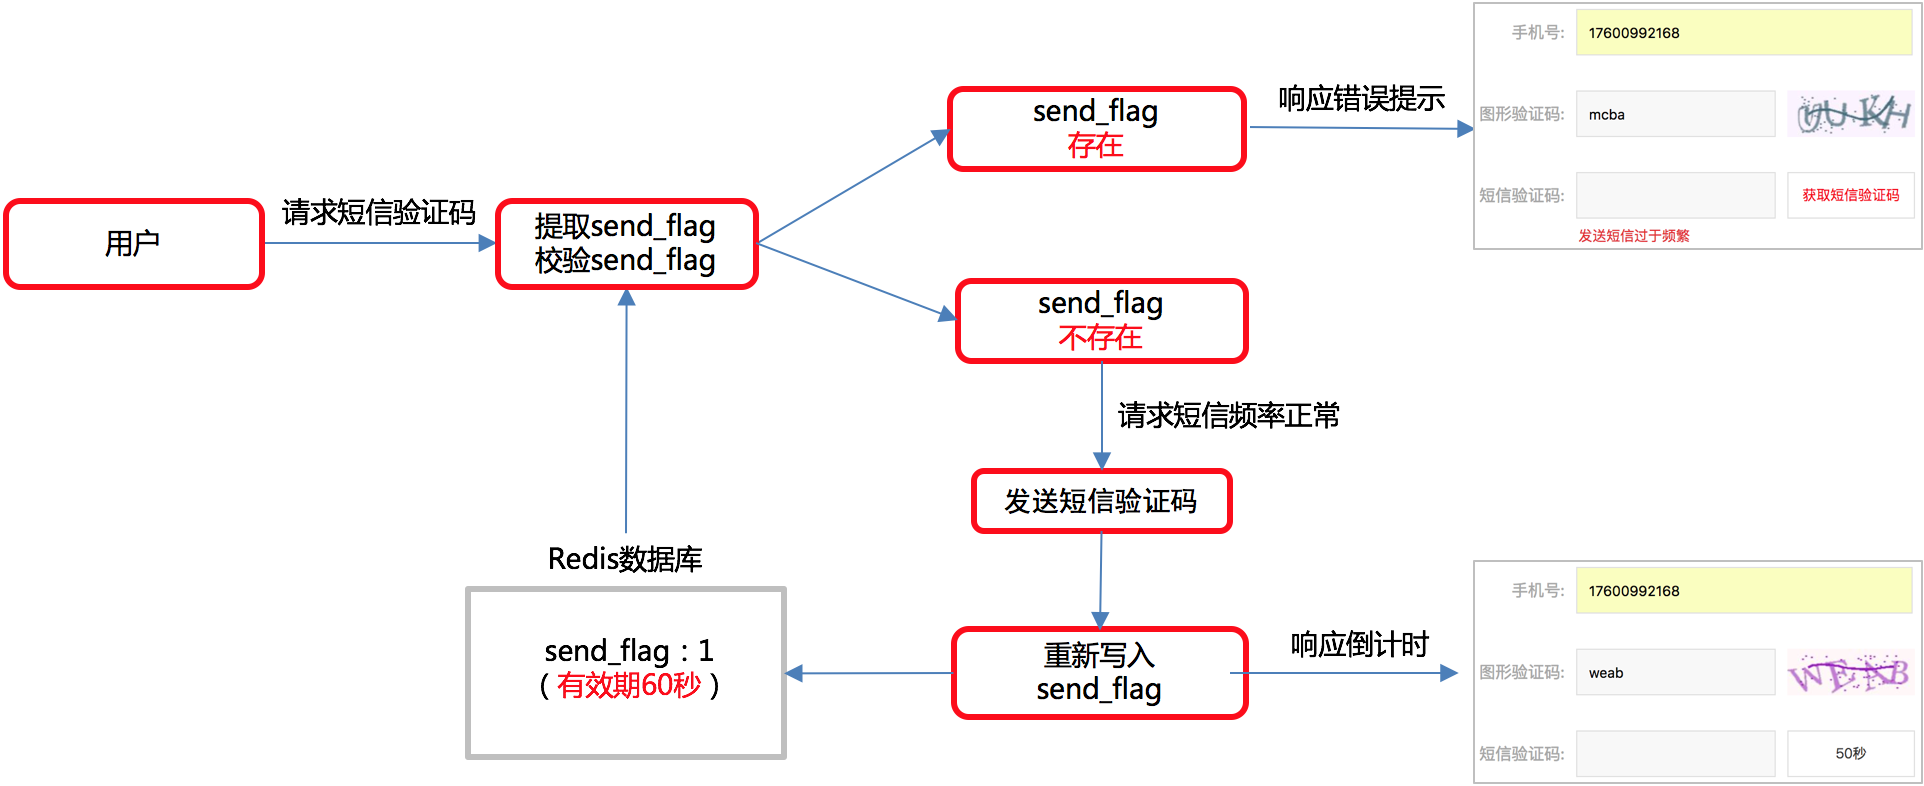 用户
请求短信验证码
提取send_flag
校验send_flag
send_flag
存在
响应错误提示
手机号:
17600992168
图形验证码:
mcba
OUKH
短信验证码:
获取短信验证码
发送短信过于频繁
send_flag
不存在
请求短信频率正常
发送短信验证码
重新写入
send_flag
响应倒计时
Redis数据库
send_flag：1
（有效期60秒）
手机号:
17600992168
图形验证码:
weab
WEAB
短信验证码:
50秒